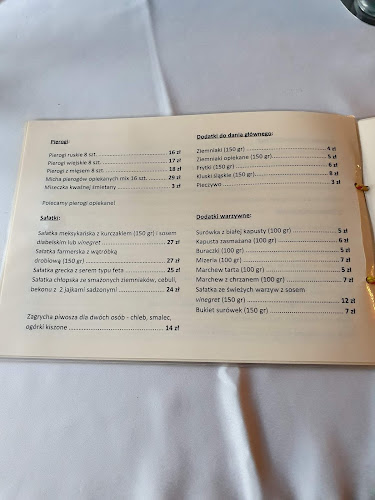 Pierogi:
Pierogi ruskie 8 szt. 16 zł
Pierogi wiejskie 8 szt. 17 zł
Pierogi z mięsem 8 szt. 18 zł
Micha pierogów opiekanych mix 16 szt. 29 zł
Miseczka kwaśnej śmietany 3 zł
Polecamy pierogi opiekane!
Sałatki:
Sałatka meksykańska z kurczakiem (150 gr) i sosem
diabelskim lub vinegret 27 zł
Sałatka farmerska z wątróbką
drobiową (150 gr) 27 zł
Sałatka grecka z serem typu feta 25 zł
Sałatka chłopska ze smażonych ziemniaków, cebuli,
bekonu z 2 jajkami sadzonymi 24 zł
Zagrycha piwosza dla dwóch osób - chleb, smalec,
ogórki kiszone 14 zł
Dodatki do dania głównego:
Ziemniaki (150 gr) 4 zł
Ziemniaki opiekane (150 gr) 5 zł
Frytki (150 gr) 6 zł
Kluski śląskie (150 gr) 8 zł
Pieczywo 3 zł
Dodatki warzywne:
Surówka z białej kapusty (100 gr) 5 zł
Kapusta zasmażana (100 gr) 6 zł
Buraczki (100 gr) 5 zł
Mizeria (100 gr) 7 zł
Marchew tarta (100 gr) 5 zł
Marchew z chrzanem (100 gr) 7 zł
Sałatka ze świeżych warzyw z sosem
vinegret (150 gr) 12 zł
Bukiet surówek (150 gr) 7 zł